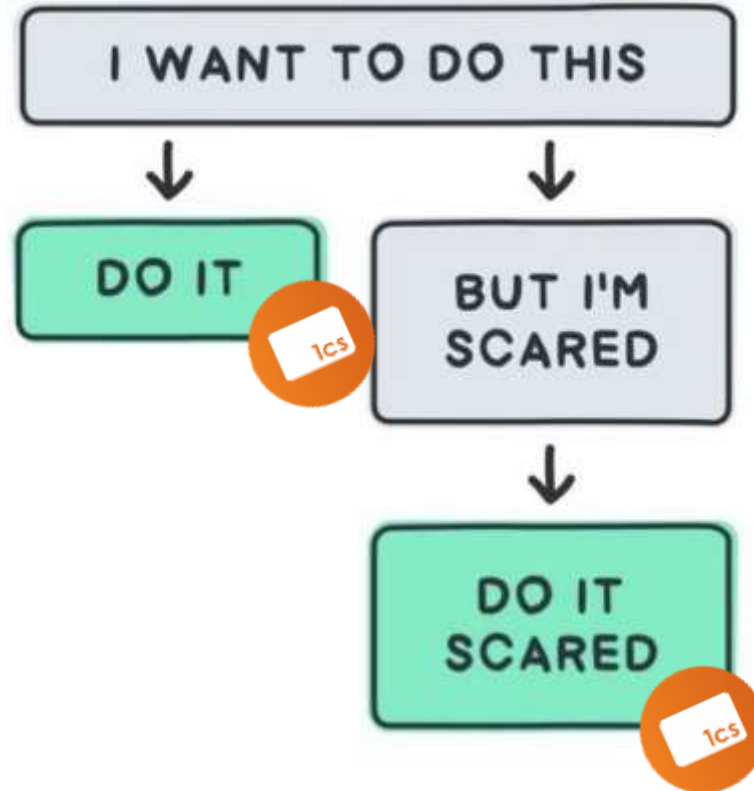 I WANT TO DO THIS
DO IT
1cs
BUT I'M
SCARED
DO IT
SCARED
1cs